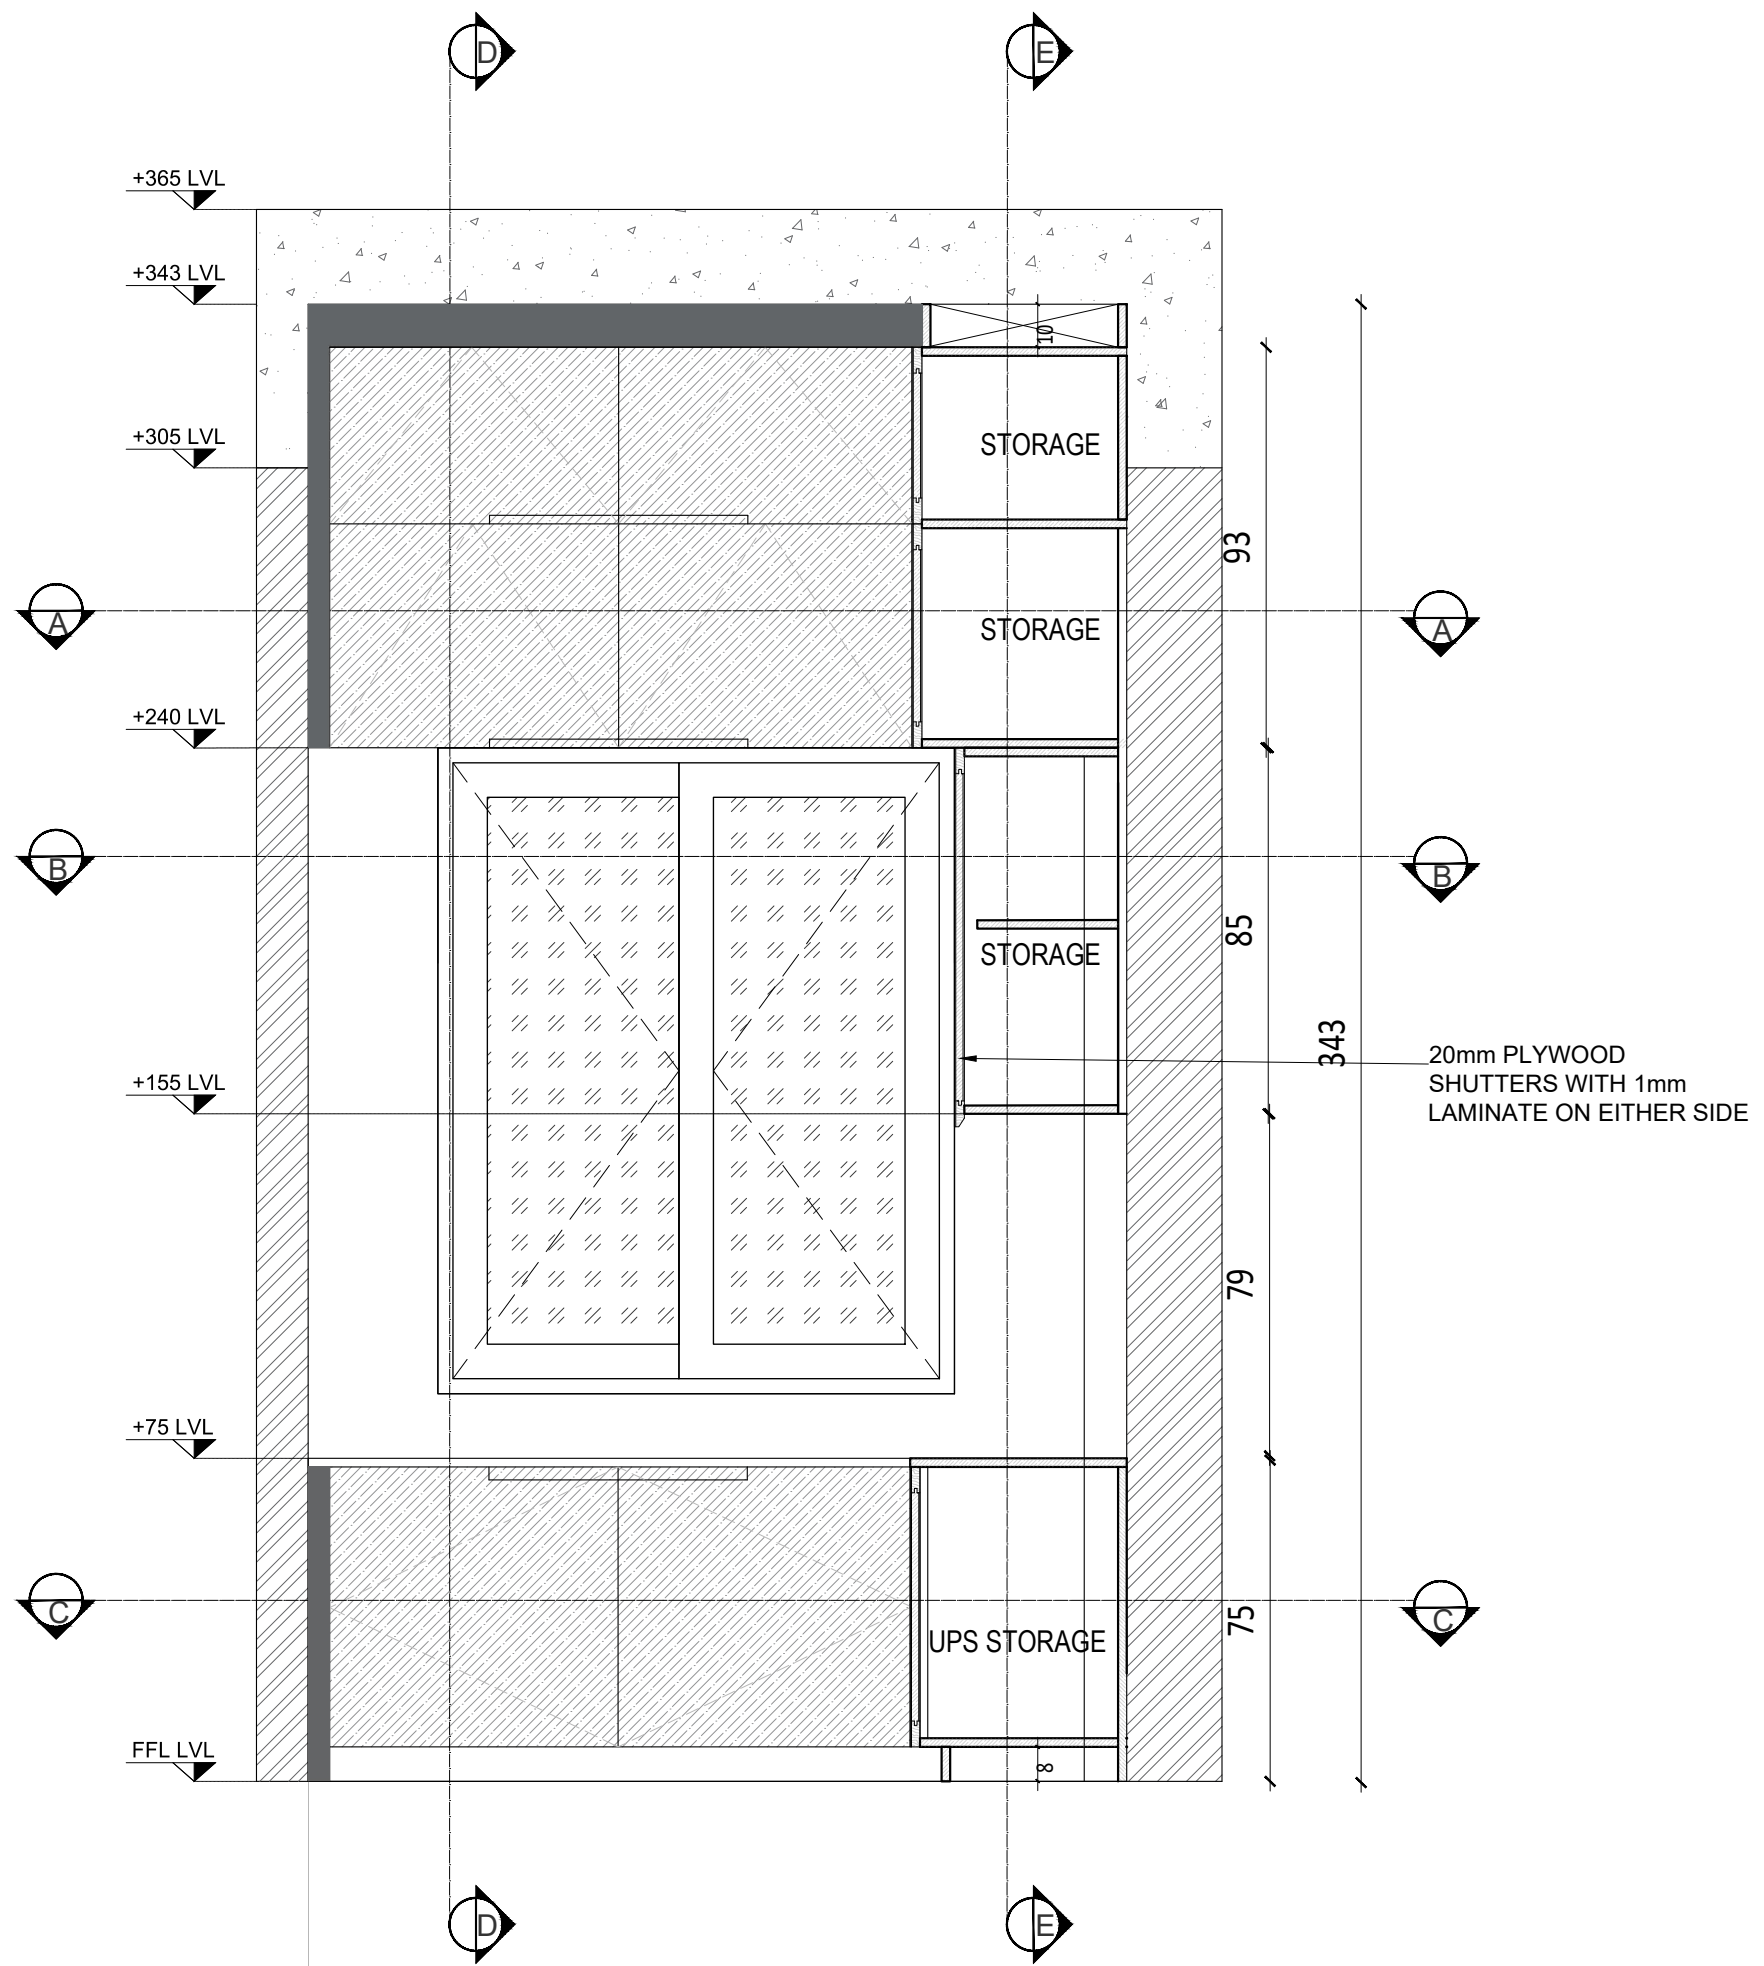 D
E
+365 LVL
+343 LVL
10
+305 LVL
STORAGE
93
A
STORAGE
A
+240 LVL
B
B
85
STORAGE
343
20mm PLYWOOD
SHUTTERS WITH 1mm
LAMINATE ON EITHER SIDE
+155 LVL
79
+75 LVL
C
C
75
UPS STORAGE
FFL LVL
8
D
E